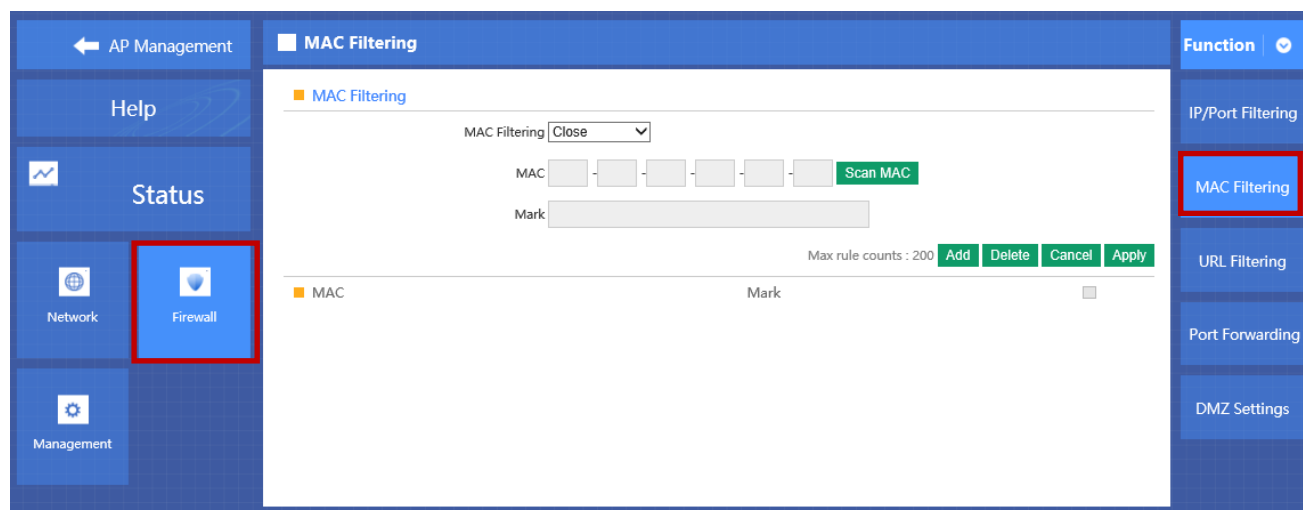 AP Management
Help
Status
Network
Firewall
Management
MAC Filtering
MAC Filtering
MAC Filtering Close
MAC - - - - - Scan MAC
Mark
Max rule counts : 200 Add Delete Cancel Apply
MAC Mark
Function
IP/Port Filtering
MAC Filtering
URL Filtering
Port Forwarding
DMZ Settings